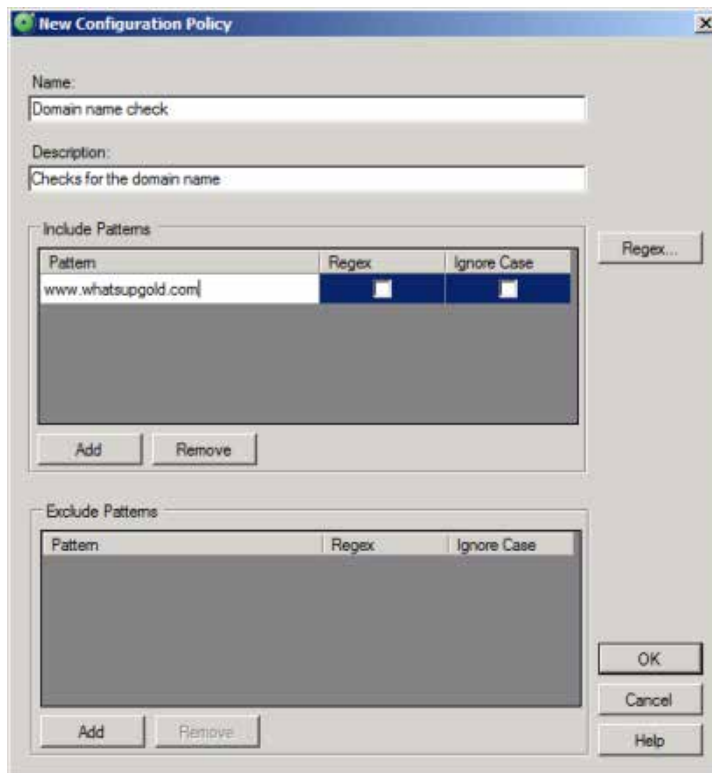 New Configuration Policy
Name:
Domain name check
Description:
Checks for the domain name
Include Patterns
Pattern Regex Ignore Case
www.whatsupgold.com
Regex...
Add Remove
Exclude Patterns
Pattern Regex Ignore Case
Add Remove
OK
Cancel
Help